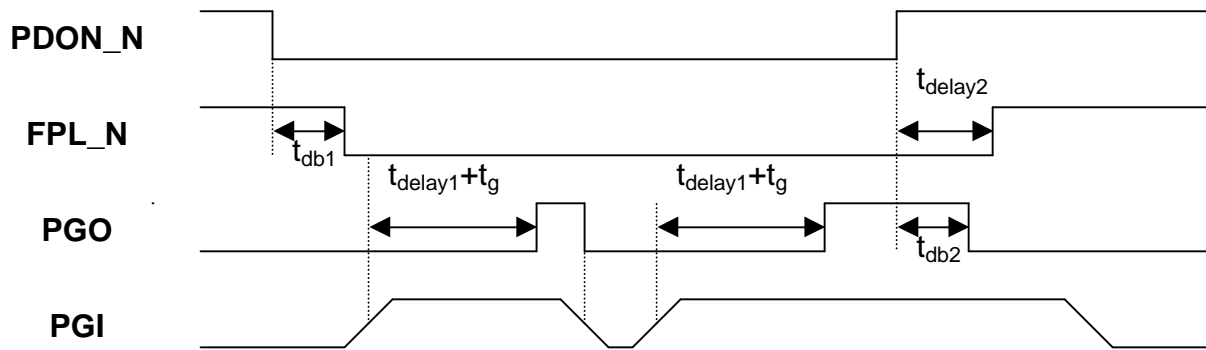 PDON_N
t_delay2
FPL_N
t_db1
t_delay1+t_g
t_delay1+t_g
PGO
t_db2
PGI